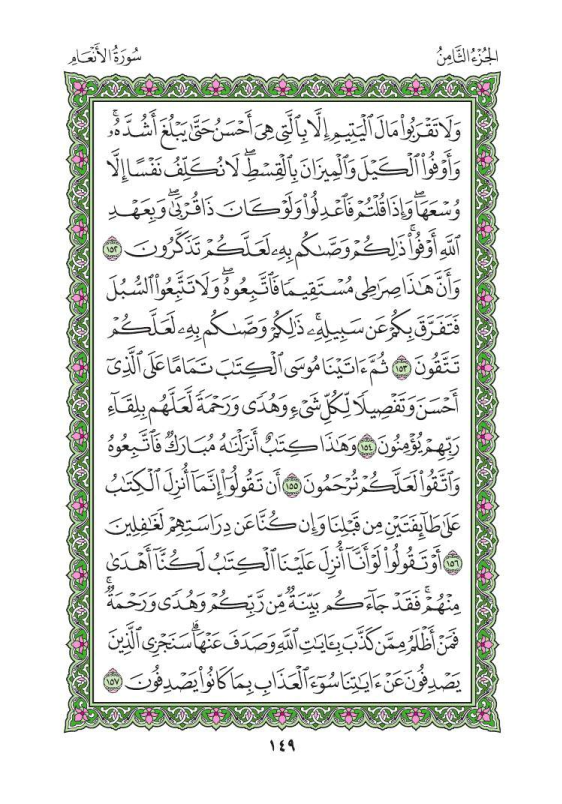 الجُزْءُ الثَّامِنُ
سُورَةُ الأَنْعَامِ
وَلَا تَقْرَبُوا۟ مَالَ ٱلْيَتِيمِ إِلَّا بِٱلَّتِى هِىَ أَحْسَنُ حَتَّىٰ يَبْلُغَ أَشُدَّهُۥۚ
وَأَوْفُوا۟ ٱلْكَيْلَ وَٱلْمِيزَانَ بِٱلْقِسْطِۖ لَا نُكَلِّفُ نَفْسًا إِلَّا
وُسْعَهَاۖ وَإِذَا قُلْتُمْ فَٱعْدِلُوا۟ وَلَوْ كَانَ ذَا قُرْبَىٰۖ وَبِعَهْدِ
ٱللَّهِ أَوْفُوا۟ۚ ذَٰلِكُمْ وَصَّىٰكُم بِهِۦ لَعَلَّكُمْ تَذَكَّرُونَ ١٥٢
وَأَنَّ هَٰذَا صِرَٰطِى مُسْتَقِيمًا فَٱتَّبِعُوهُۖ وَلَا تَتَّبِعُوا۟ ٱلسُّبُلَ
فَتَفَرَّقَ بِكُمْ عَن سَبِيلِهِۦۚ ذَٰلِكُمْ وَصَّىٰكُم بِهِۦ لَعَلَّكُمْ
تَتَّقُونَ ١٥٣ ثُمَّ ءَاتَيْنَا مُوسَى ٱلْكِتَٰبَ تَمَامًا عَلَى ٱلَّذِىٓ
أَحْسَنَ وَتَفْصِيلًا لِّكُلِّ شَىْءٍ وَهُدًى وَرَحْمَةً لَّعَلَّهُم بِلِقَآءِ
رَبِّهِمْ يُؤْمِنُونَ ١٥٤ وَهَٰذَا كِتَٰبٌ أَنزَلْنَٰهُ مُبَارَكٌ فَٱتَّبِعُوهُ
وَٱتَّقُوا۟ لَعَلَّكُمْ تُرْحَمُونَ ١٥٥ أَن تَقُولُوٓا۟ إِنَّمَآ أُنزِلَ ٱلْكِتَٰبُ
عَلَىٰ طَآئِفَتَيْنِ مِن قَبْلِنَا وَإِن كُنَّا عَن دِرَاسَتِهِمْ لَغَٰفِلِينَ
١٥٦ أَوْ تَقُولُوا۟ لَوْ أَنَّآ أُنزِلَ عَلَيْنَا ٱلْكِتَٰبُ لَكُنَّآ أَهْدَىٰ
مِنْهُمْۚ فَقَدْ جَآءَكُم بَيِّنَةٌ مِّن رَّبِّكُمْ وَهُدًى وَرَحْمَةٌۚ
فَمَنْ أَظْلَمُ مِمَّن كَذَّبَ بِـَٔايَٰتِ ٱللَّهِ وَصَدَفَ عَنْهَاۗ سَنَجْزِى ٱلَّذِينَ
يَصْدِفُونَ عَنْ ءَايَٰتِنَا سُوٓءَ ٱلْعَذَابِ بِمَا كَانُوا۟ يَصْدِفُونَ ١٥٧
١٤٩